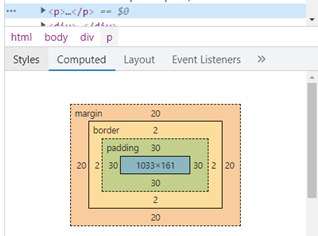 ··· ▶<p>…</p> == $0
html body div p
Styles Computed Layout Event Listeners »
margin 20
border 2
padding 30
20 2 30 1033×161 30 2 20
30
2
20